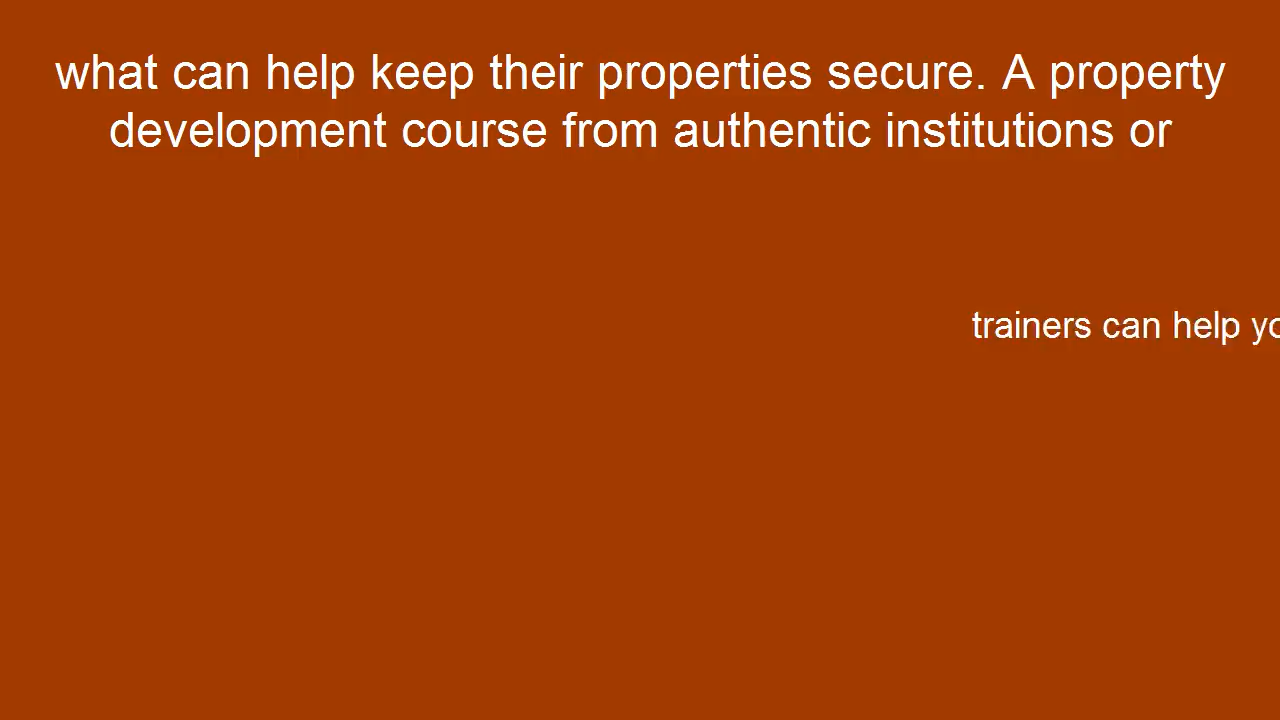 what can help keep their properties secure. A property
development course from authentic institutions or
trainers can help